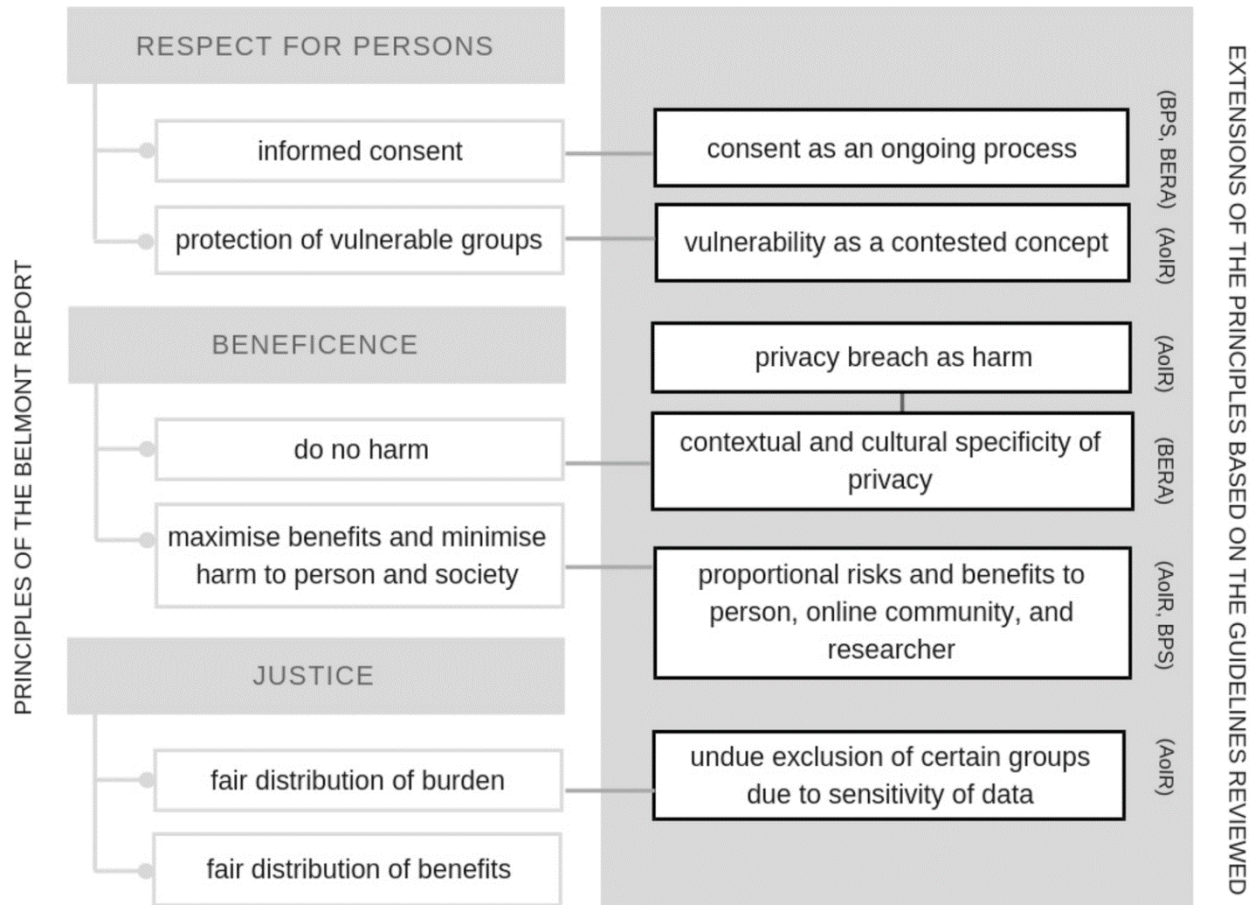 PRINCIPLES OF THE BELMONT REPORT
RESPECT FOR PERSONS
informed consent
protection of vulnerable groups
BENEFICENCE
do no harm
maximise benefits and minimise
harm to person and society
JUSTICE
fair distribution of burden
fair distribution of benefits
consent as an ongoing process
(BPS, BERA)
vulnerability as a contested concept
(AoIR)
privacy breach as harm
(AoIR)
contextual and cultural specificity of
privacy
(BERA)
proportional risks and benefits to
person, online community, and
researcher
(AoIR, BPS)
undue exclusion of certain groups
due to sensitivity of data
(AoIR)
EXTENSIONS OF THE PRINCIPLES BASED ON THE GUIDELINES REVIEWED